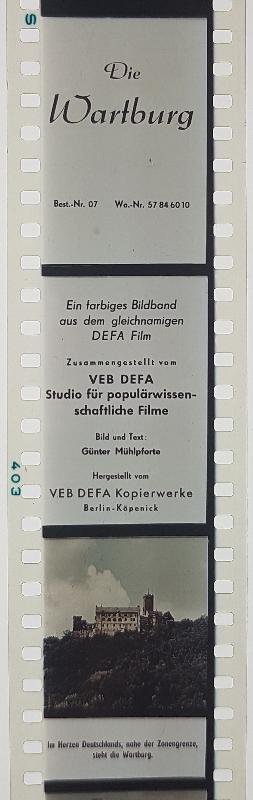 S
Die
Wartburg
Best.-Nr. 07 Wo.-Nr. 57 84 60 10
Ein farbiges Bildband
aus dem gleichnamigen
DEFA Film
Zusammengestellt vom
VEB DEFA
Studio für populärwissen-
schaftliche Filme
Bild und Text:
Günter Mühlpforte
Hergestellt vom
VEB DEFA Kopierwerke
Berlin-Köpenick
403
Im Herzen Deutschlands, nahe der Zonengrenze,
steht die Wartburg.